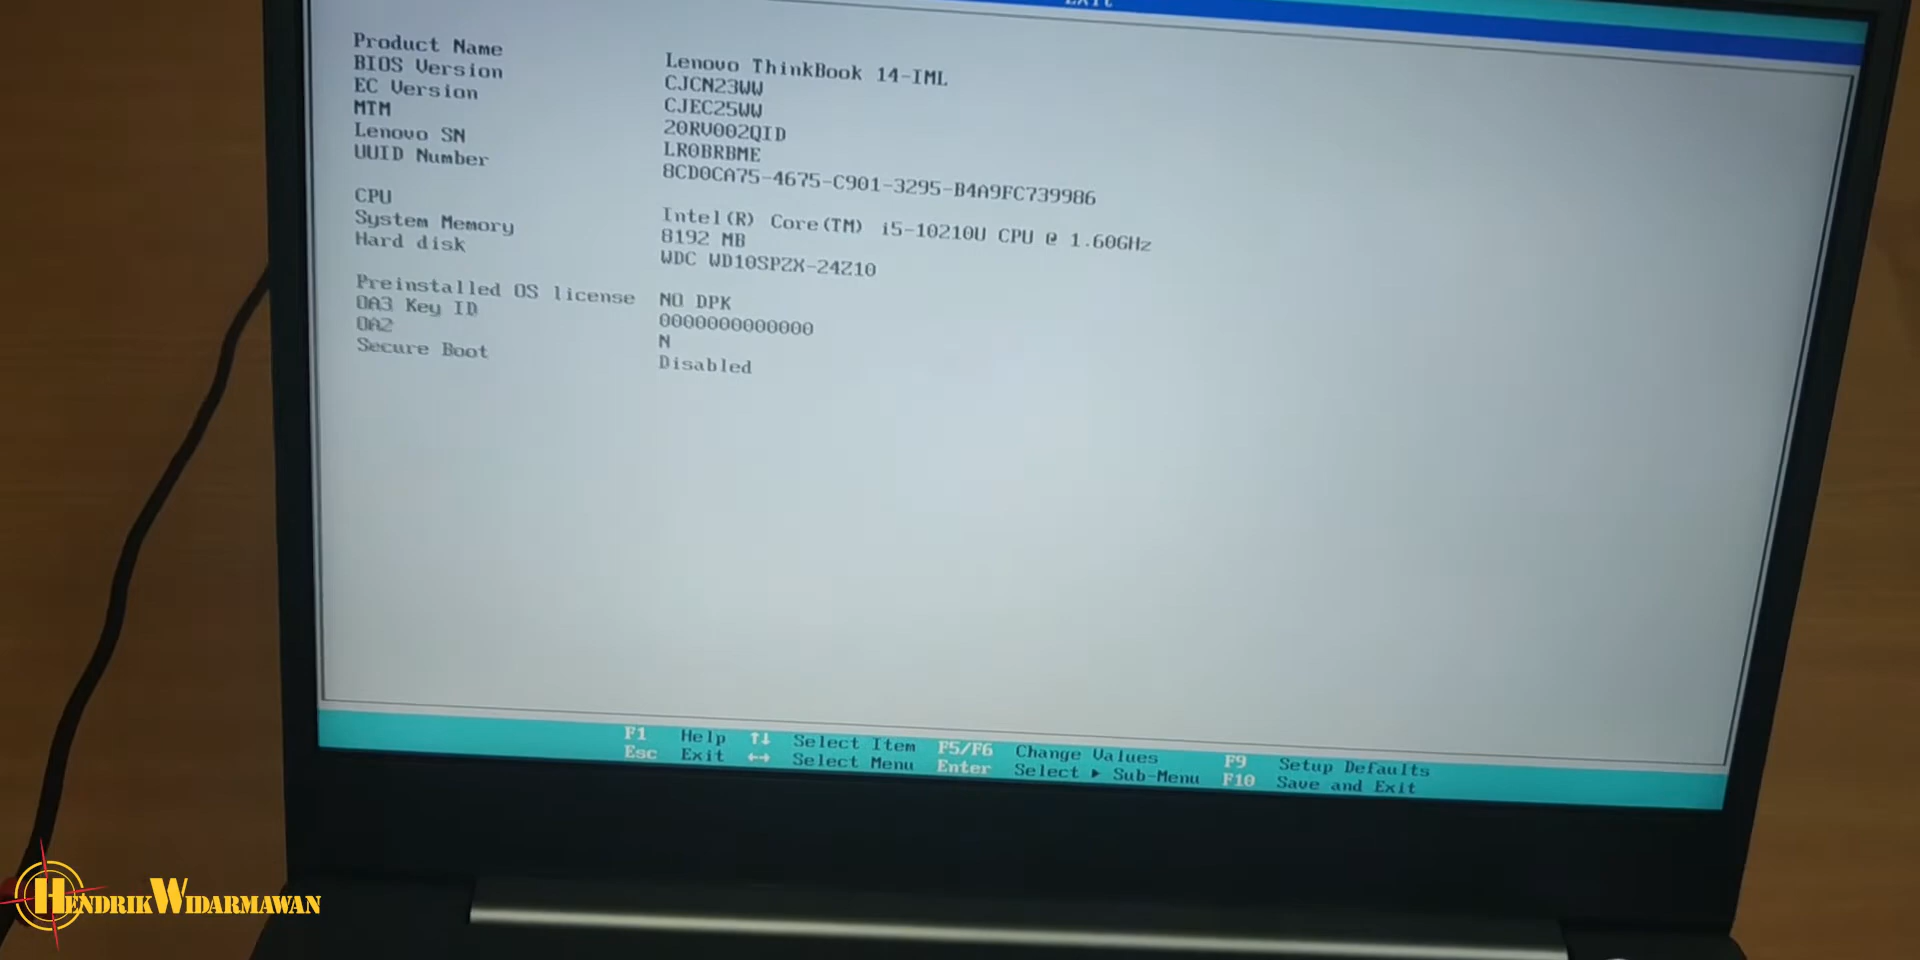 Exit
Product Name Lenovo ThinkBook 14-IML
BIOS Version CJCN23WW
EC Version CJEC25WW
MTM 20RV002QID
Lenovo SN LR0BRBME
UUID Number 8CD0CA75-4675-C901-3295-B4A9FC739986
CPU Intel(R) Core(TM) i5-10210U CPU @ 1.60GHz
System Memory 8192 MB
Hard disk WDC WD10SPZX-24Z10
Preinstalled OS license NO DPK
OA3 Key ID 0000000000000
OA2 N
Secure Boot Disabled
F1 Help ↑↓ Select Item F5/F6 Change Values F9 Setup Defaults
Esc Exit ↔ Select Menu Enter Select ▶ Sub-Menu F10 Save and Exit
HENDRIKWIDARMAWAN